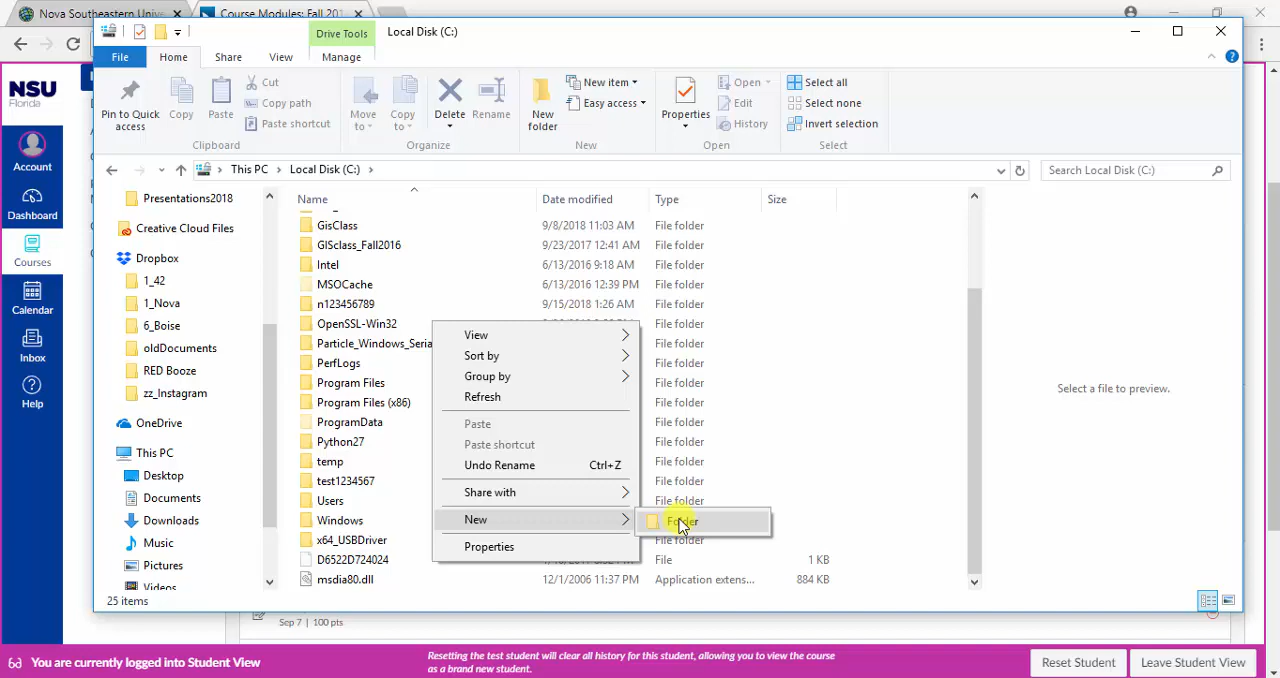 Nova Southeastern Unive
Course Modules: Fall 201
Drive Tools
Local Disk (C:)
File
Home
Share
View
Manage
Pin to Quick access
Copy
Paste
Cut
Copy path
Paste shortcut
Clipboard
Move to
Copy to
Delete
Rename
Organize
New folder
New item
Easy access
New
Properties
Open
Edit
History
Open
Select all
Select none
Invert selection
Select
This PC
Local Disk (C:)
Search Local Disk (C:)
NSU
Florida
Account
Dashboard
Courses
Calendar
Inbox
Help
Presentations2018
Creative Cloud Files
Dropbox
1_42
1_Nova
6_Boise
oldDocuments
RED Booze
zz_Instagram
OneDrive
This PC
Desktop
Documents
Downloads
Music
Pictures
Videos
Name Date modified Type Size
GisClass 9/8/2018 11:03 AM File folder
GISclass_Fall2016 9/23/2017 12:41 AM File folder
Intel 6/13/2016 9:18 AM File folder
MSOCache 6/13/2016 12:39 PM File folder
n123456789 9/15/2018 1:26 AM File folder
OpenSSL-Win32 File folder
Particle_Windows_Seria File folder
PerfLogs File folder
Program Files File folder
Program Files (x86) File folder
ProgramData File folder
Python27 File folder
temp File folder
test1234567 File folder
Users File folder
Windows
x64_USBDriver File folder
D6522D724024 File 1 KB
msdia80.dll 12/1/2006 11:37 PM Application extens... 884 KB
View
Sort by
Group by
Refresh
Paste
Paste shortcut
Undo Rename Ctrl+Z
Share with
New
Properties
Folder
Select a file to preview.
25 items
Sep 7 | 100 pts
You are currently logged into Student View
Resetting the test student will clear all history for this student, allowing you to view the course
as a brand new student.
Reset Student
Leave Student View